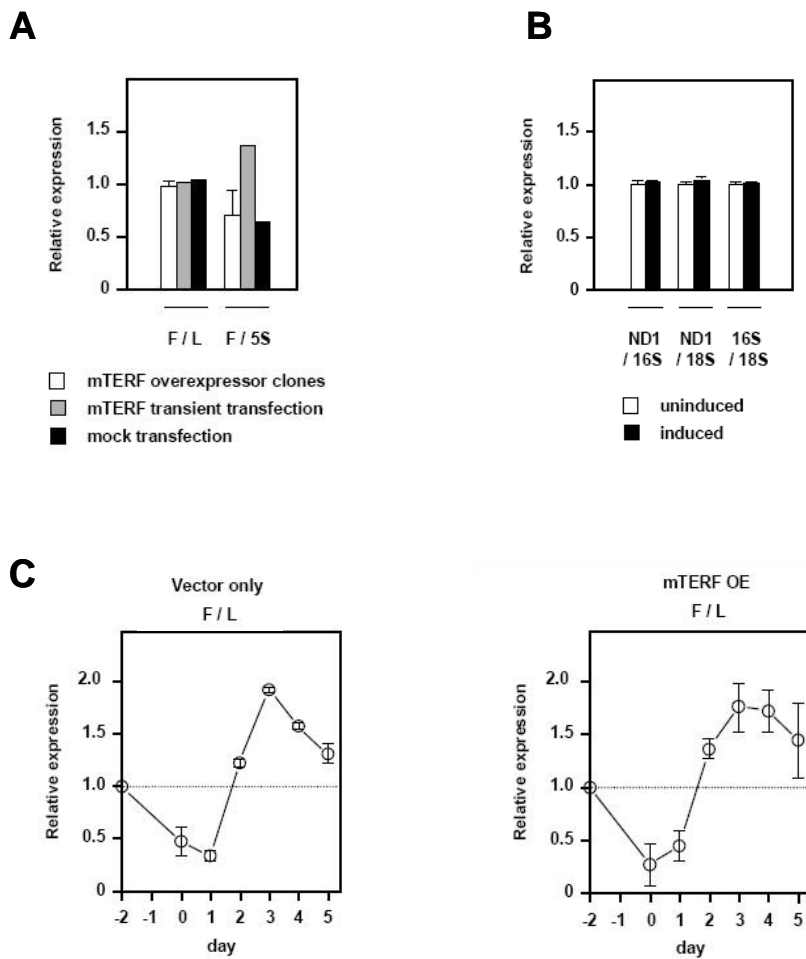 A
Relative expression
1.5
1.0
0.5
0
F / L F / 5S
mTERF overexpressor clones
mTERF transient transfection
mock transfection
B
Relative expression
1.5
1.0
0.5
0
ND1 ND1 16S
/ 16S / 18S / 18S
uninduced
induced
C
Vector only
F / L
Relative expression
2.0
1.5
1.0
0.5
0
-2 -1 0 1 2 3 4 5
day
mTERF OE
F / L
Relative expression
2.0
1.5
1.0
0.5
0
-2 -1 0 1 2 3 4 5
day